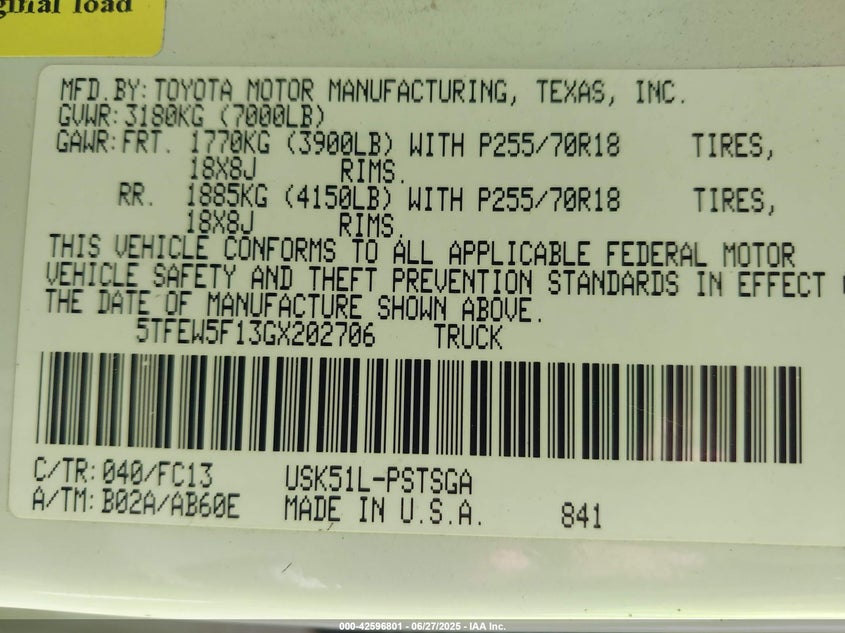 ginal load
MFD.BY:TOYOTA MOTOR MANUFACTURING, TEXAS, INC.
GVWR:3180KG (7000LB)
GAWR:FRT. 1770KG (3900LB) WITH P255/70R18 TIRES,
18X8J RIMS.
RR. 1885KG (4150LB) WITH P255/70R18 TIRES,
18X8J RIMS.
THIS VEHICLE CONFORMS TO ALL APPLICABLE FEDERAL MOTOR
VEHICLE SAFETY AND THEFT PREVENTION STANDARDS IN EFFECT
THE DATE OF MANUFACTURE SHOWN ABOVE.
5TFEW5F13GX202706 TRUCK
C/TR:040/FC13 USK51L-PSTSGA
A/TM:B02A/AB60E MADE IN U.S.A. 841
000-42596801 - 06/27/2025 - IAA Inc.